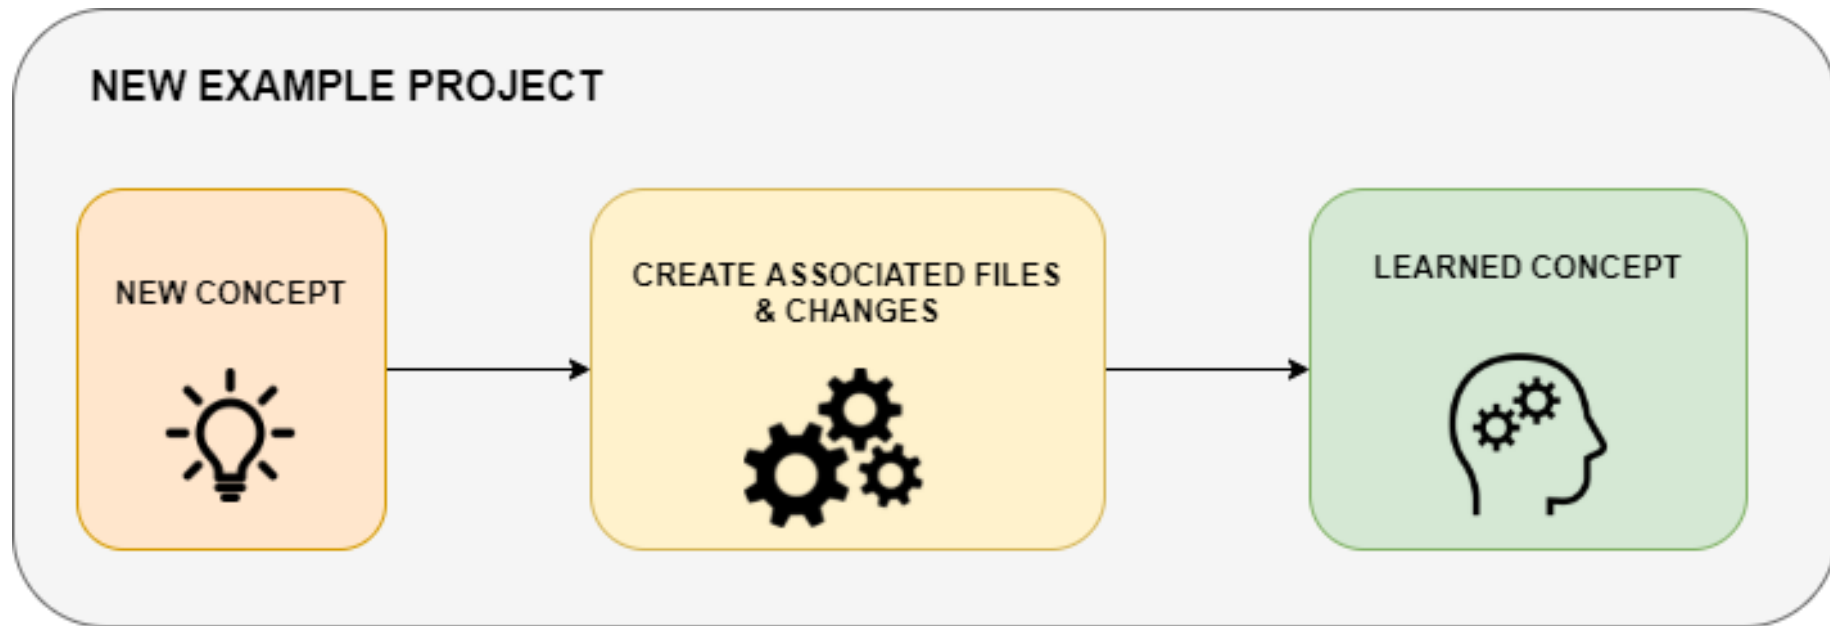 NEW EXAMPLE PROJECT
NEW CONCEPT
CREATE ASSOCIATED FILES
& CHANGES
LEARNED CONCEPT